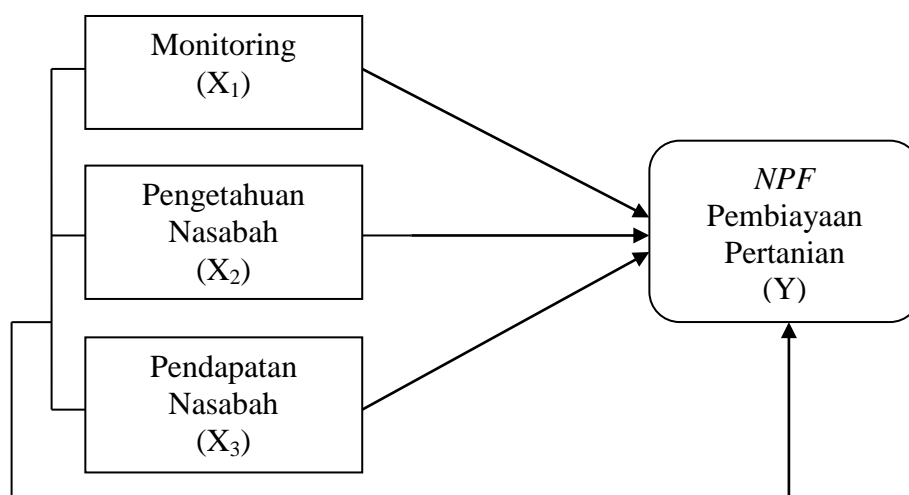 Monitoring
(X₁)
Pengetahuan
Nasabah
(X₂)
Pendapatan
Nasabah
(X₃)
NPF
Pembiayaan
Pertanian
(Y)